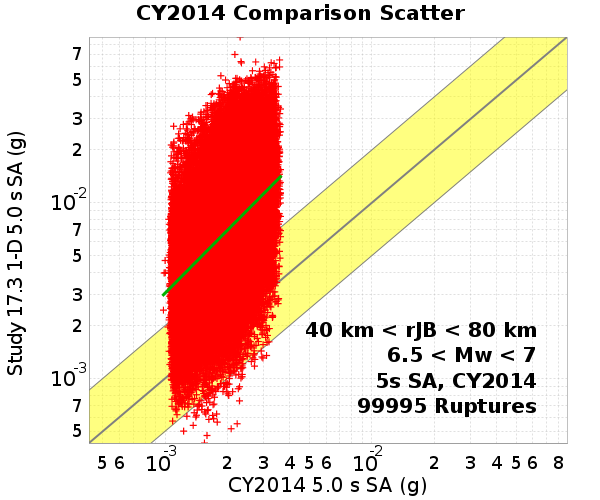 CY2014 Comparison Scatter
7
5
3
2
10-2
7
5
3
2
10-3
7
5
Study 17.3 1-D 5.0 s SA (g)
40 km < rJB < 80 km
6.5 < Mw < 7
5s SA, CY2014
99995 Ruptures
5 6 10-3 2 3 4 5 6 8 10-2 2 3 4 5 6 8
CY2014 5.0 s SA (g)